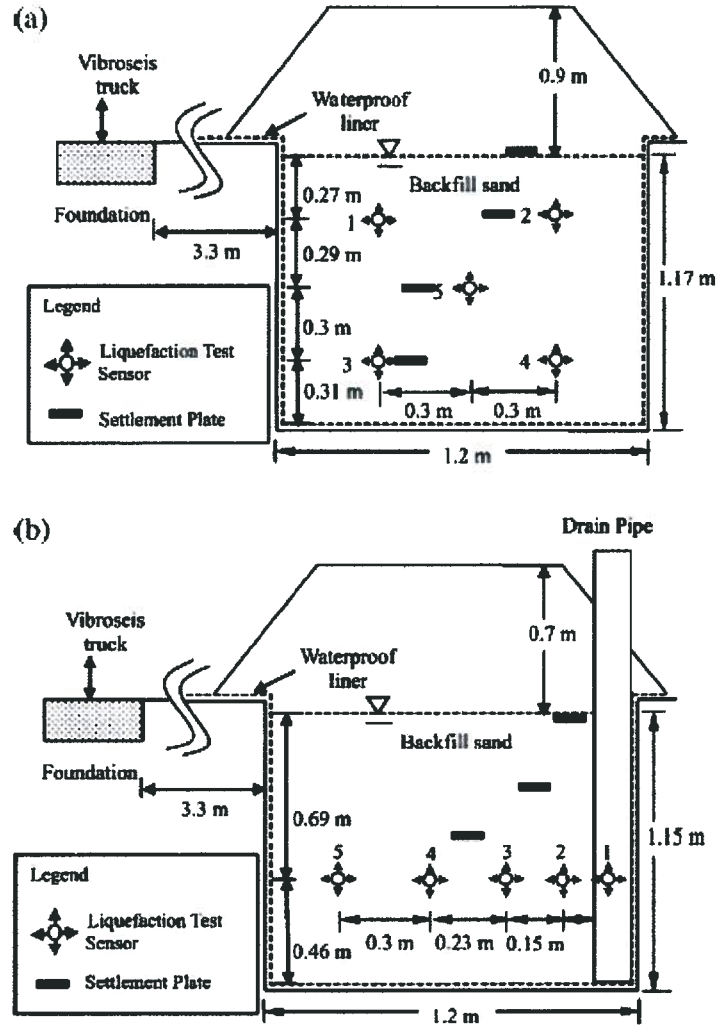 (a)
Vibroseis
truck
Waterproof
liner
0.9 m
Backfill sand
0.27 m
1
2
Foundation
3.3 m
0.29 m
5
1.17 m
Legend
Liquefaction Test
Sensor
Settlement Plate
0.3 m
3
4
0.31 m
0.3 m
0.3 m
1.2 m
(b)
Drain Pipe
Vibroseis
truck
Waterproof
liner
0.7 m
Backfill sand
Foundation
3.3 m
0.69 m
1.15 m
5
4
3
2
1
Legend
Liquefaction Test
Sensor
Settlement Plate
0.3 m
0.23 m
0.15 m
0.46 m
1.2 m